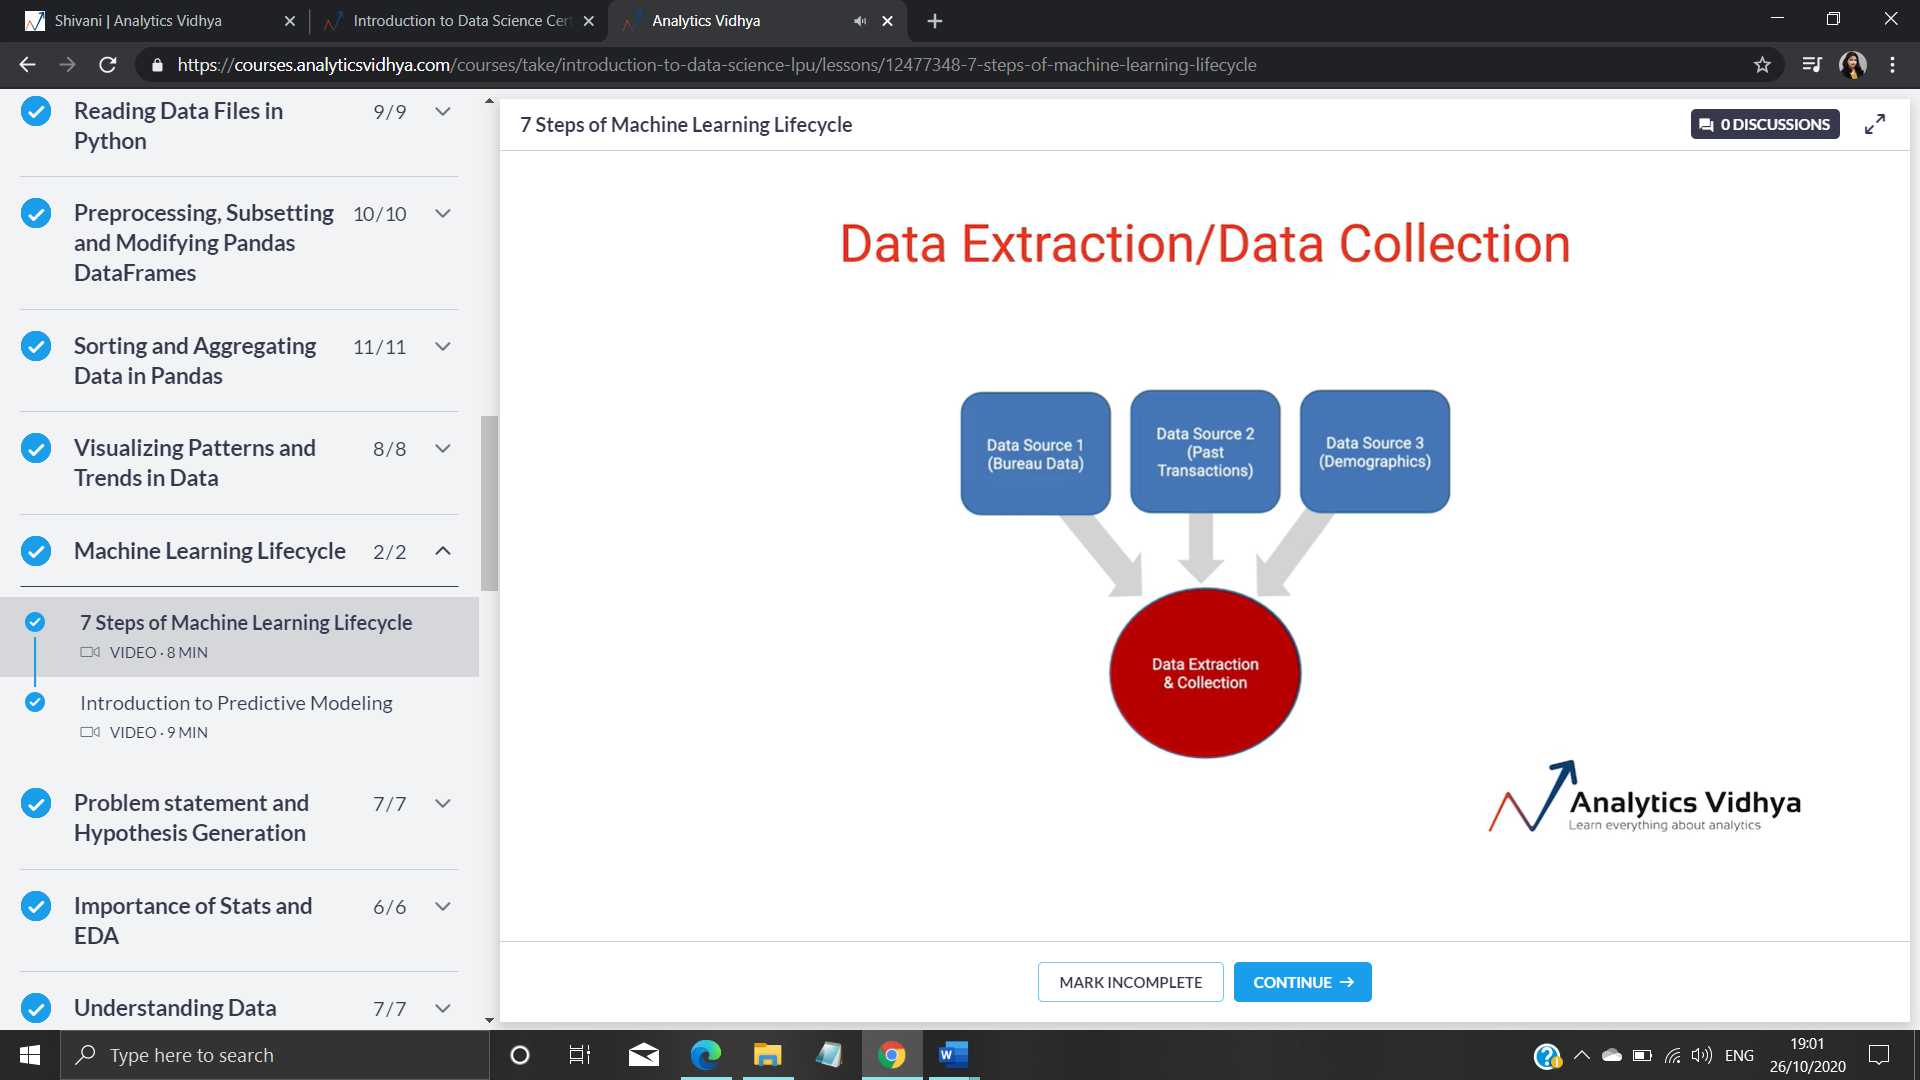 Shivani | Analytics Vidhya
Introduction to Data Science Cert
Analytics Vidhya
https://courses.analyticsvidhya.com/courses/take/introduction-to-data-science-lpu/lessons/12477348-7-steps-of-machine-learning-lifecycle
Reading Data Files in
Python
9/9
Preprocessing, Subsetting
and Modifying Pandas
DataFrames
10/10
Sorting and Aggregating
Data in Pandas
11/11
Visualizing Patterns and
Trends in Data
8/8
Machine Learning Lifecycle
2/2
7 Steps of Machine Learning Lifecycle
VIDEO · 8 MIN
Introduction to Predictive Modeling
VIDEO · 9 MIN
Problem statement and
Hypothesis Generation
7/7
Importance of Stats and
EDA
6/6
Understanding Data
7/7
7 Steps of Machine Learning Lifecycle
0 DISCUSSIONS
Data Extraction/Data Collection
Data Source 1
(Bureau Data)
Data Source 2
(Past
Transactions)
Data Source 3
(Demographics)
Data Extraction
& Collection
Analytics Vidhya
Learn everything about analytics
MARK INCOMPLETE
CONTINUE →
Type here to search
W
ENG
19:01
26/10/2020